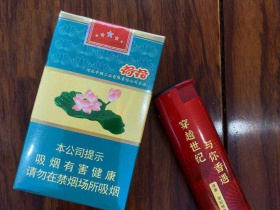 荷花
本公司提示
吸烟有害健康
请勿在禁烟场所吸烟
穿越世纪
与你香遇